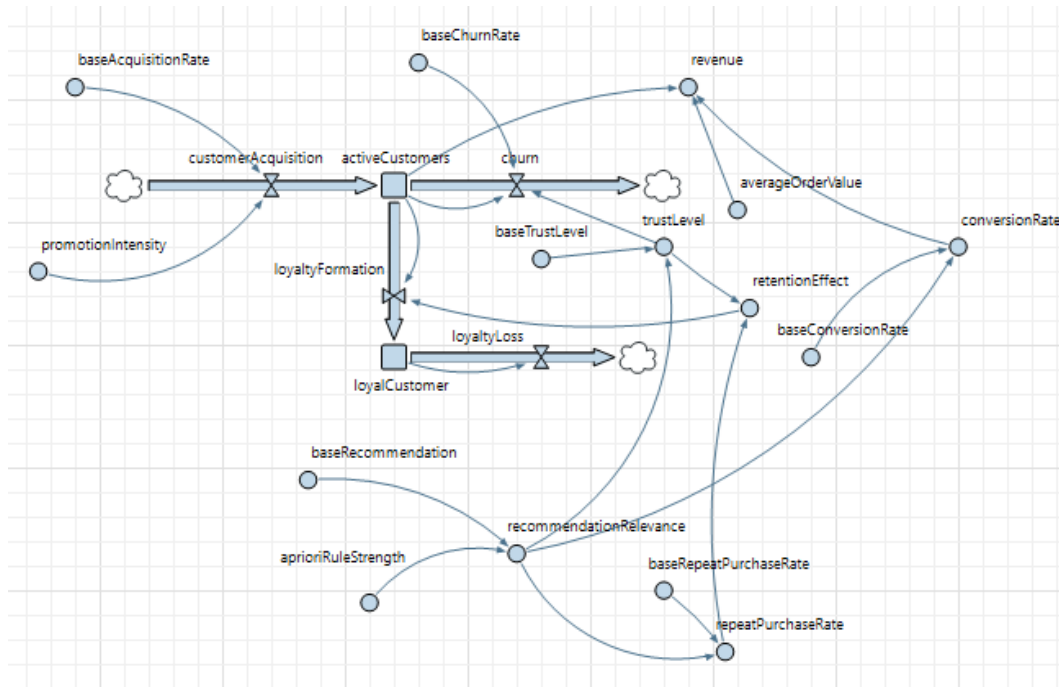 baseChurnRate
baseAcquisitionRate
revenue
customerAcquisition
activeCustomers
churn
averageOrderValue
trustLevel
conversionRate
baseTrustLevel
promotionIntensity
loyaltyFormation
retentionEffect
baseConversionRate
loyaltyLoss
loyalCustomer
baseRecommendation
recommendationRelevance
aprioriRuleStrength
baseRepeatPurchaseRate
repeatPurchaseRate